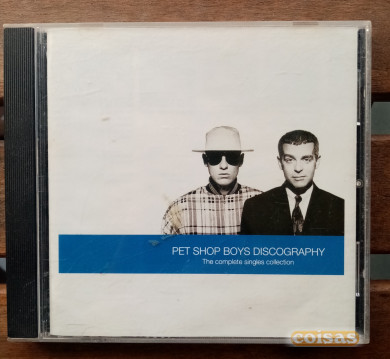 PET SHOP BOYS DISCOGRAPHY
The complete singles collection
coisas